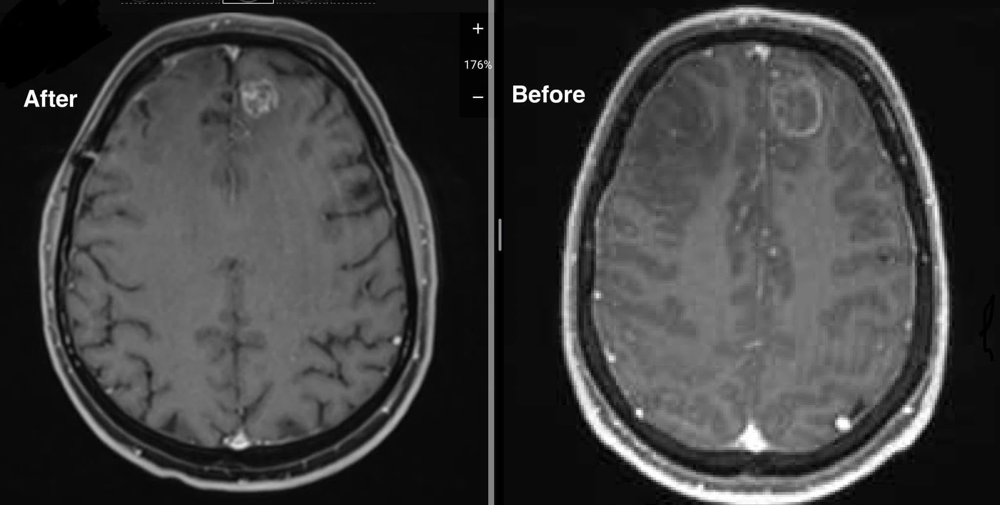 +
176%
−
After
Before